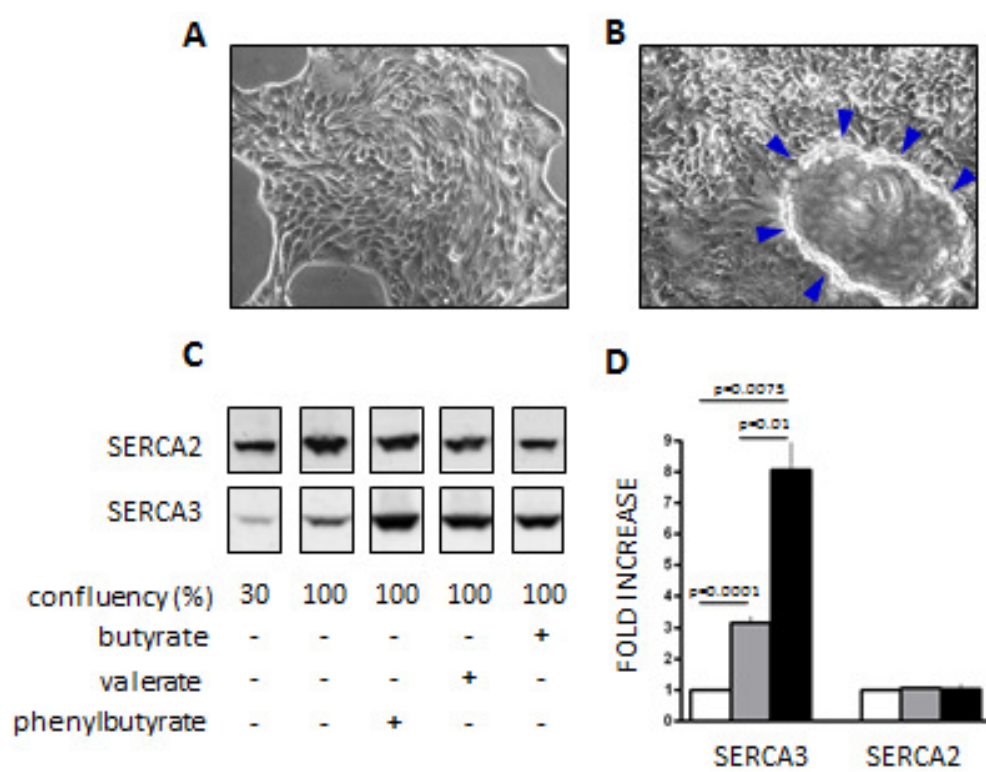 A
B
C
SERCA2
SERCA3
confluency (%) 30 100 100 100 100
butyrate - - - - +
valerate - - - + -
phenylbutyrate - - + - -
D
p=0.0075
p=0.01
p=0.0001
FOLD INCREASE
9
8
7
6
5
4
3
2
1
0
SERCA3 SERCA2